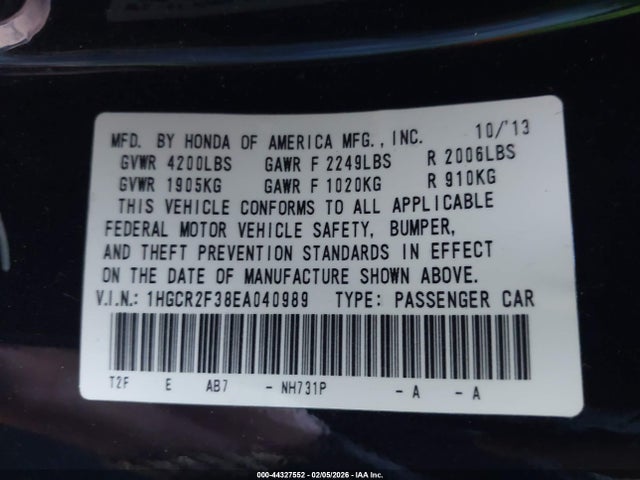 MFD. BY HONDA OF AMERICA MFG., INC. 10/'13
GVWR 4200LBS GAWR F 2249LBS R 2006LBS
GVWR 1905KG GAWR F 1020KG R 910KG
THIS VEHICLE CONFORMS TO ALL APPLICABLE
FEDERAL MOTOR VEHICLE SAFETY, BUMPER,
AND THEFT PREVENTION STANDARDS IN EFFECT
ON THE DATE OF MANUFACTURE SHOWN ABOVE.
V.I.N.: 1HGCR2F38EA040989 TYPE: PASSENGER CAR
T2F E AB7 - NH731P - A - A
000-44327552 - 02/05/2026 - IAA Inc.